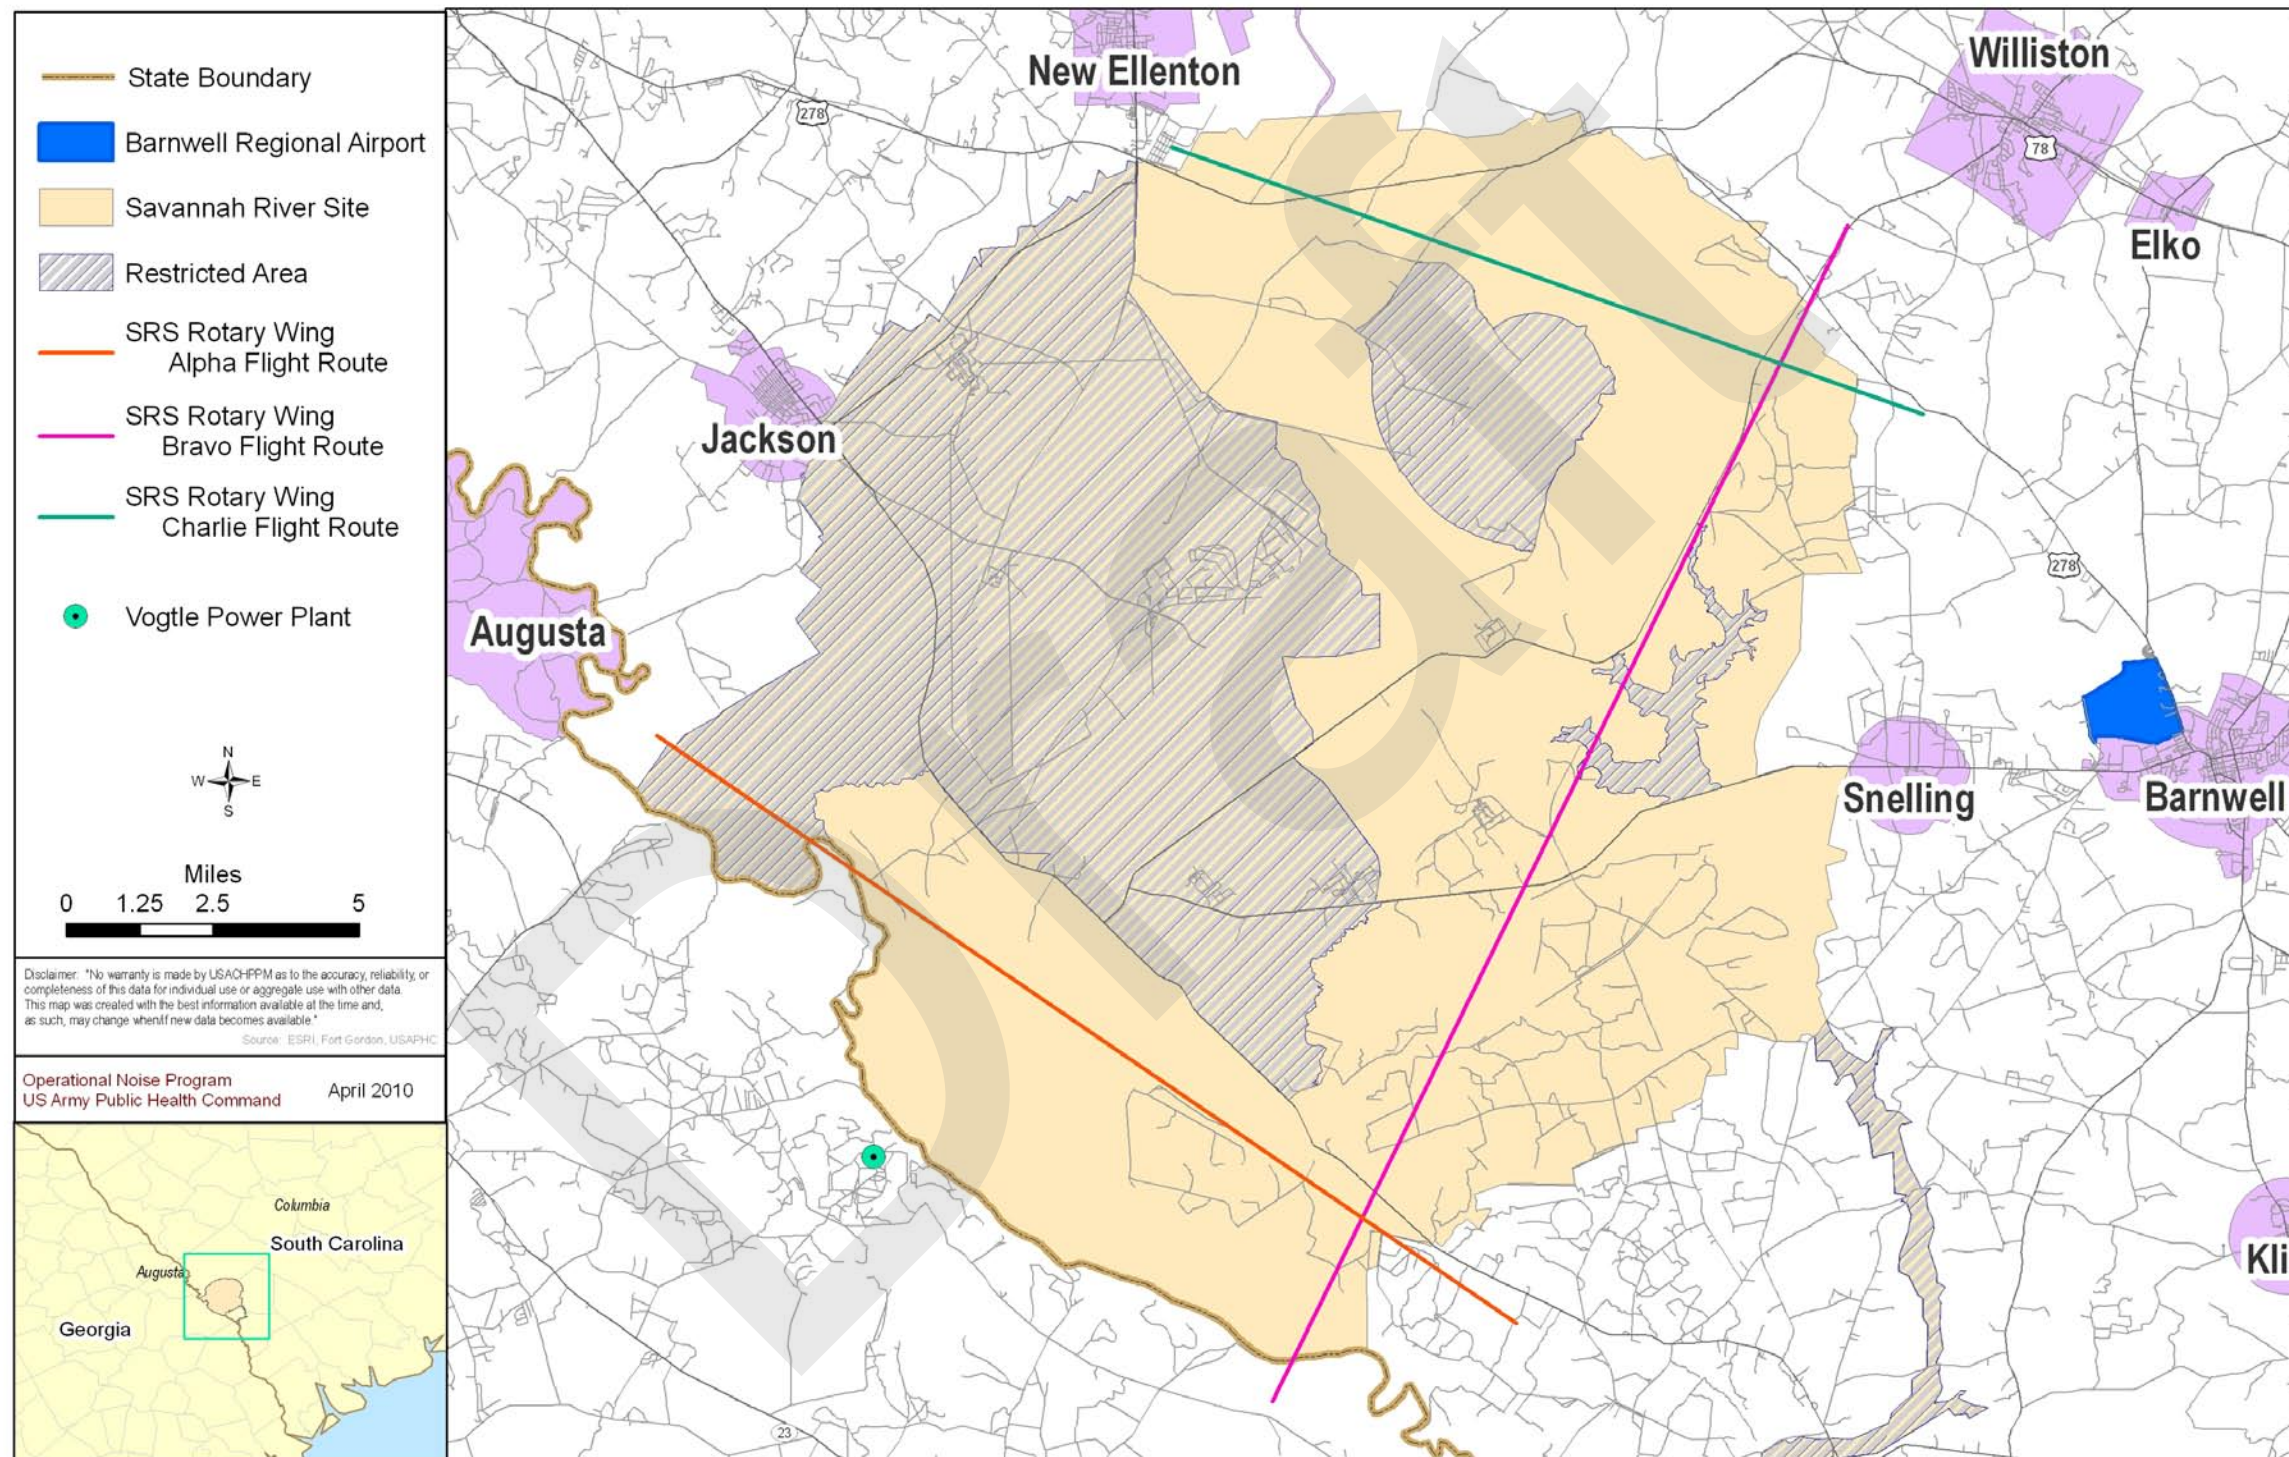 State Boundary
Barnwell Regional Airport
Savannah River Site
Restricted Area
SRS Rotary Wing
Alpha Flight Route
SRS Rotary Wing
Bravo Flight Route
SRS Rotary Wing
Charlie Flight Route
Vogtle Power Plant
N
W E
S
Miles
0 1.25 2.5 5
Disclaimer: "No warranty is made by USACHPPM as to the accuracy, reliability, or
completeness of this data for individual use or aggregate use with other data.
This map was created with the best information available at the time and,
as such, may change when/if new data becomes available."
Source: ESRI, Fort Gordon, USAPHC
Operational Noise Program
US Army Public Health Command
April 2010
Columbia
South Carolina
Augusta
Georgia
New Ellenton
Williston
278
78
Elko
Jackson
278
Augusta
Snelling
Barnwell
Kli
23
Draft